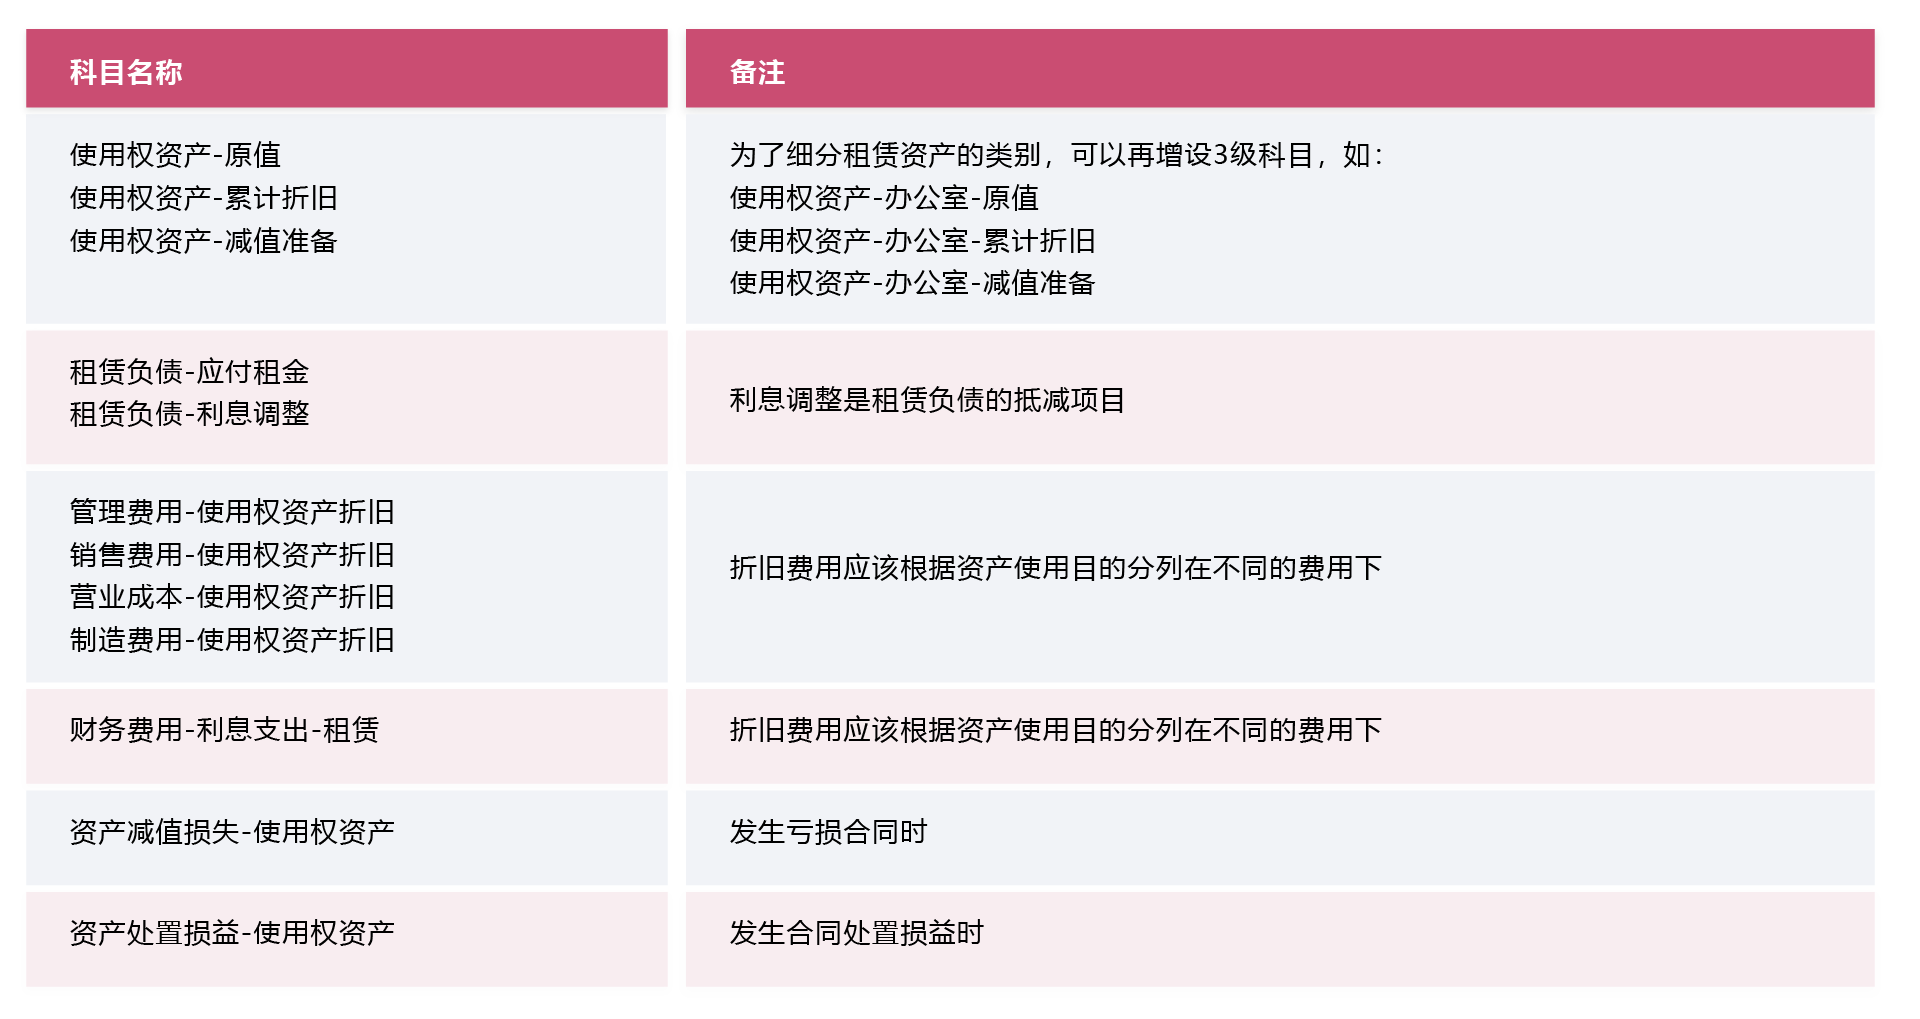 科目名称
备注
使用权资产-原值
使用权资产-累计折旧
使用权资产-减值准备
为了细分租赁资产的类别，可以再增设3级科目，如：
使用权资产-办公室-原值
使用权资产-办公室-累计折旧
使用权资产-办公室-减值准备
租赁负债-应付租金
租赁负债-利息调整
利息调整是租赁负债的抵减项目
管理费用-使用权资产折旧
销售费用-使用权资产折旧
营业成本-使用权资产折旧
制造费用-使用权资产折旧
折旧费用应该根据资产使用目的分列在不同的费用下
财务费用-利息支出-租赁
折旧费用应该根据资产使用目的分列在不同的费用下
资产减值损失-使用权资产
发生亏损合同时
资产处置损益-使用权资产
发生合同处置损益时